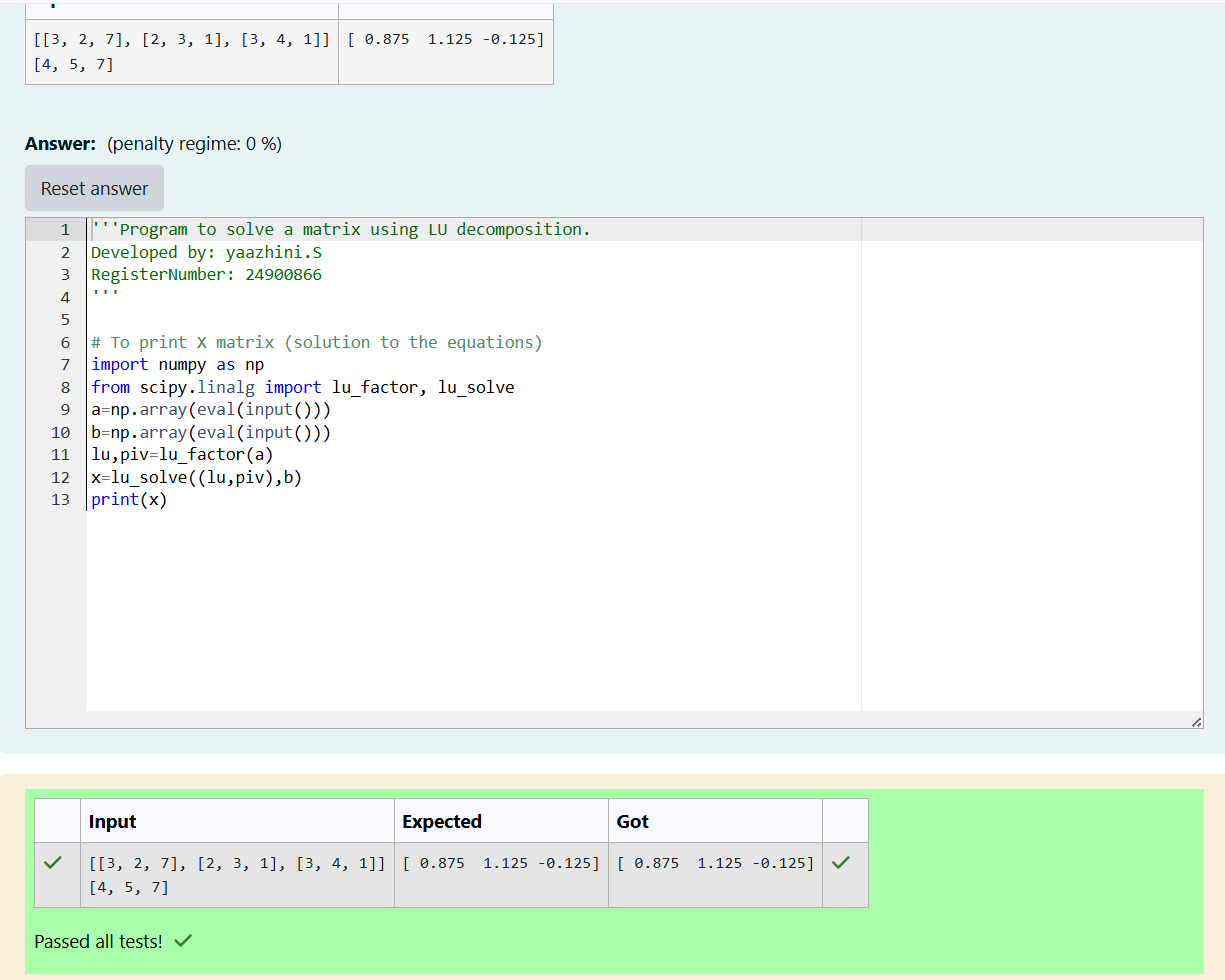 [[3, 2, 7], [2, 3, 1], [3, 4, 1]] [ 0.875  1.125 -0.125]
[4, 5, 7]
Answer: (penalty regime: 0 %)
Reset answer
1 '''Program to solve a matrix using LU decomposition.
2 Developed by: yaazhini.S
3 RegisterNumber: 24900866
4 '''
5
6 # To print X matrix (solution to the equations)
7 import numpy as np
8 from scipy.linalg import lu_factor, lu_solve
9 a=np.array(eval(input()))
10 b=np.array(eval(input()))
11 lu,piv=lu_factor(a)
12 x=lu_solve((lu,piv),b)
13 print(x)
Input Expected Got
[[3, 2, 7], [2, 3, 1], [3, 4, 1]] [ 0.875  1.125 -0.125] [ 0.875  1.125 -0.125]
[4, 5, 7]
Passed all tests!